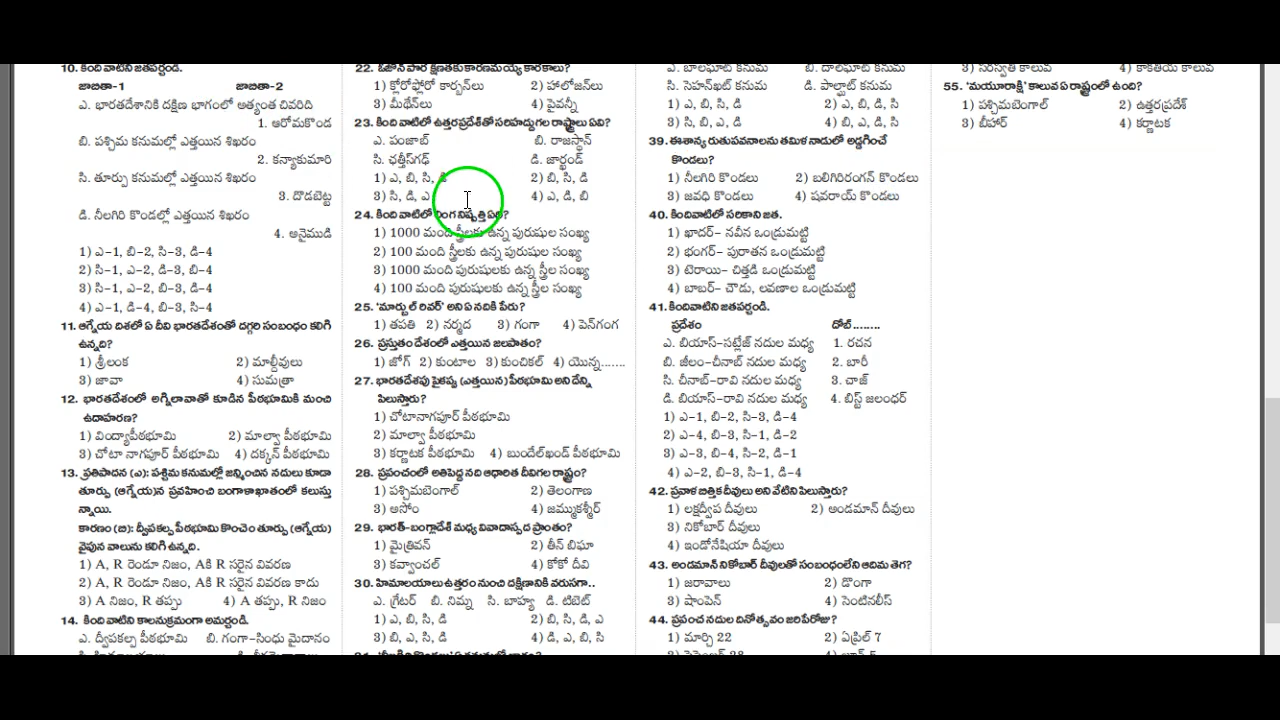 10. కింది వాటిని జతపర్చండి.
జాబితా-1 జాబితా-2
ఎ. భారతదేశానికి దక్షిణ భాగంలో అత్యంత చివరిది
1. ఆరోమకొండ
బి. పశ్చిమ కనుమల్లో ఎత్తయిన శిఖరం
2. కన్యాకుమారి
సి. తూర్పు కనుమల్లో ఎత్తయిన శిఖరం
3. దొడబెట్ట
డి. నీలగిరి కొండల్లో ఎత్తయిన శిఖరం
4. అనైముడి
1) ఎ-1, బి-2, సి-3, డి-4
2) సి-1, ఎ-2, డి-3, బి-4
3) సి-1, ఎ-2, బి-3, డి-4
4) ఎ-1, డి-4, బి-3, సి-4
11. ఆగ్నేయ దిశలో ఏ దీవి భారతదేశంతో దగ్గరి సంబంధం కలిగి
ఉన్నది?
1) శ్రీలంక 2) మాల్దీవులు
3) జావా 4) సుమత్రా
12. భారతదేశంలో అగ్నిలావాతో కూడిన పీఠభూమికి మంచి
ఉదాహరణ?
1) వింధ్యాపీఠభూమి 2) మాల్వా పీఠభూమి
3) చోటా నాగపూర్ పీఠభూమి 4) దక్కన్ పీఠభూమి
13. ప్రతిపాదన (ఎ): పశ్చిమ కనుమల్లో జన్మించిన నదులు కూడా
తూర్పు (ఆగ్నేయ)న ప్రవహించి బంగాళాఖాతంలో కలుస్తు
న్నాయి.
కారణం (బి): ద్వీపకల్ప పీఠభూమి కొంచెం తూర్పు (ఆగ్నేయ)
వైపున వాలును కలిగి ఉన్నది.
1) A, R రెండూ నిజం, Aకి R సరైన వివరణ
2) A, R రెండూ నిజం, Aకి R సరైన వివరణ కాదు
3) A నిజం, R తప్పు 4) A తప్పు, R నిజం
14. కింది వాటిని కాలానుక్రమంగా అమర్చండి.
ఎ. ద్వీపకల్ప పీఠభూమి బి. గంగా-సింధు మైదానం
22. ఓజోన్ పొర క్షీణతకు కారణమయ్యే కారకాలు?
1) క్లోరోఫ్లోరో కార్బన్‌లు 2) హాలోజన్‌లు
3) మీథేన్‌లు 4) పైవన్నీ
23. కింది వాటిలో ఉత్తరప్రదేశ్‌తో సరిహద్దుగల రాష్ట్రాలు ఏవి?
ఎ. పంజాబ్ బి. రాజస్థాన్
సి. ఛత్తీస్‌గఢ్ డి. జార్ఖండ్
1) ఎ, బి, సి, డి 2) బి, సి, డి
3) సి, డి, ఎ 4) ఎ, డి, బి
24. కింది వాటిలో లింగ నిష్పత్తి ఏది?
1) 1000 మంది స్త్రీలకు ఉన్న పురుషుల సంఖ్య
2) 100 మంది స్త్రీలకు ఉన్న పురుషుల సంఖ్య
3) 1000 మంది పురుషులకు ఉన్న స్త్రీల సంఖ్య
4) 100 మంది పురుషులకు ఉన్న స్త్రీల సంఖ్య
25. 'మార్బుల్ రివర్' అని ఏ నదికి పేరు?
1) తపతి 2) నర్మద 3) గంగా 4) పెన్‌గంగ
26. ప్రస్తుతం దేశంలో ఎత్తయిన జలపాతం?
1) జోగ్ 2) కుంటాల 3) కుంచికల్ 4) యొన్న.......
27. భారతదేశపు పైకప్పు (ఎత్తయిన) పీఠభూమి అని దేన్ని
పిలుస్తారు?
1) చోటానాగపూర్ పీఠభూమి
2) మాల్వా పీఠభూమి
3) కర్ణాటక పీఠభూమి 4) బుందేల్‌ఖండ్ పీఠభూమి
28. ప్రపంచంలో అతిపెద్ద నది ఆధారిత దీవిగల రాష్ట్రం?
1) పశ్చిమబెంగాల్ 2) తెలంగాణ
3) అసోం 4) జమ్ముకశ్మీర్
29. భారత్-బంగ్లాదేశ్ మధ్య వివాదాస్పద ప్రాంతం?
1) మైత్రివన్ 2) తీన్ బిఘా
3) కవ్వాంచల్ 4) కోకో దీవి
30. హిమాలయాలు ఉత్తరం నుంచి దక్షిణానికి వరుసగా..
ఎ. గ్రేటర్ బి. నిమ్న సి. బాహ్య డి. టిబెట్
1) ఎ, బి, సి, డి 2) బి, సి, డి, ఎ
3) బి, ఎ, సి, డి 4) డి, ఎ, బి, సి
ఎ. బాలఘాట్ కనుమ బి. దాలఘాట్ కనుమ
సి. సెహన్‌ఖట్ కనుమ డి. పాల్ఘాట్ కనుమ
1) ఎ, బి, సి, డి 2) ఎ, బి, డి, సి
3) సి, బి, ఎ, డి 4) బి, ఎ, డి, సి
39. ఈశాన్య రుతుపవనాలను తమిళ నాడులో అడ్డగించే
కొండలు?
1) నీలగిరి కొండలు 2) బలిగిరిరంగన్ కొండలు
3) జవధి కొండలు 4) షవరాయ్ కొండలు
40. కిందివాటిలో సరికాని జత.
1) ఖాదర్- నవీన ఒండ్రుమట్టి
2) భంగర్- పురాతన ఒండ్రుమట్టి
3) టెరాయి- చిత్తడి ఒండ్రుమట్టి
4) బాబర్- చౌడు, లవణాల ఒండ్రుమట్టి
41. కిందివాటిని జతపర్చండి.
ప్రదేశం దోబ్........
ఎ. బియాస్-సట్లేజ్ నదుల మధ్య 1. రచన
బి. జీలం-చీనాబ్ నదుల మధ్య 2. బారీ
సి. చీనాబ్-రావి నదుల మధ్య 3. చాజ్
డి. బియాస్-రావి నదుల మధ్య 4. బిస్ట్ జలంధర్
1) ఎ-1, బి-2, సి-3, డి-4
2) ఎ-4, బి-3, సి-1, డి-2
3) ఎ-3, బి-4, సి-2, డి-1
4) ఎ-2, బి-3, సి-1, డి-4
42. ప్రవాళ బిత్తిక దీవులు అని వేటిని పిలుస్తారు?
1) లక్షద్వీప దీవులు 2) అండమాన్ దీవులు
3) నికోబార్ దీవులు
4) ఇండోనేషియా దీవులు
43. అండమాన్ నికోబార్ దీవులతో సంబంధంలేని ఆదిమ తెగ?
1) జరావాలు 2) డొంగా
3) షాంపెన్ 4) సెంటినలీస్
44. ప్రపంచ నదుల దినోత్సవం జరిపేరోజు?
1) మార్చి 22 2) ఏప్రిల్ 7
3) సరస్వతి కాలువ 4) కాకతీయ కాలువ
55. 'మయూరాక్షి' కాలువ ఏ రాష్ట్రంలో ఉంది?
1) పశ్చిమబెంగాల్ 2) ఉత్తరప్రదేశ్
3) బీహార్ 4) కర్ణాటక